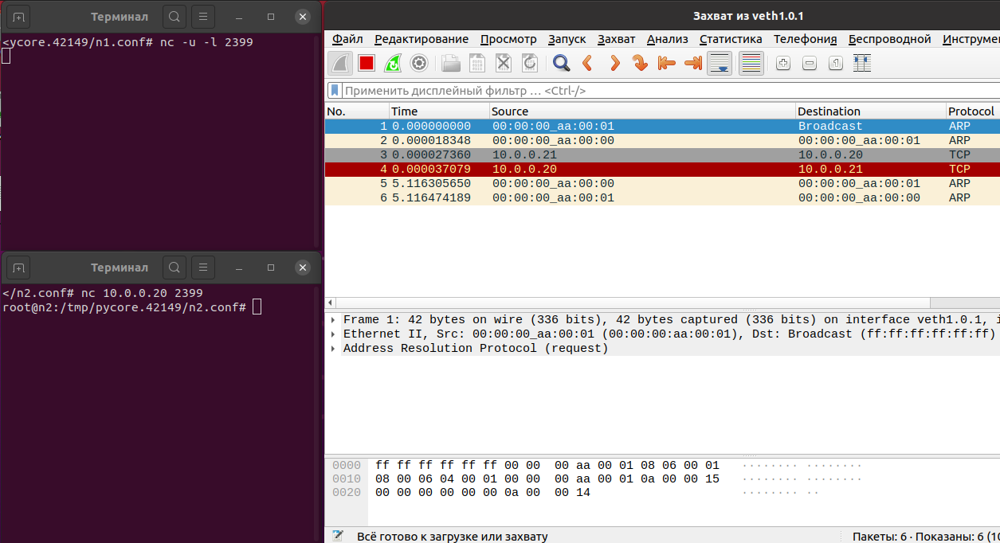 Терминал
<ycore.42149/n1.conf# nc -u -l 2399
Терминал
</n2.conf# nc 10.0.0.20 2399
root@n2:/tmp/pycore.42149/n2.conf#
Захват из veth1.0.1
Файл Редактирование Просмотр Запуск Захват Анализ Статистика Телефония Беспроводной Инструмен
Применить дисплейный фильтр … <Ctrl-/>
No. Time Source Destination Protocol
1 0.000000000 00:00:00_aa:00:01 Broadcast ARP
2 0.000018348 00:00:00_aa:00:00 00:00:00_aa:00:01 ARP
3 0.000027360 10.0.0.21 10.0.0.20 TCP
4 0.000037079 10.0.0.20 10.0.0.21 TCP
5 5.116305650 00:00:00_aa:00:00 00:00:00_aa:00:01 ARP
6 5.116474189 00:00:00_aa:00:01 00:00:00_aa:00:00 ARP
Frame 1: 42 bytes on wire (336 bits), 42 bytes captured (336 bits) on interface veth1.0.1, i
Ethernet II, Src: 00:00:00_aa:00:01 (00:00:00:aa:00:01), Dst: Broadcast (ff:ff:ff:ff:ff:ff)
Address Resolution Protocol (request)
0000 ff ff ff ff ff ff 00 00 00 aa 00 01 08 06 00 01 ········ ········
0010 08 00 06 04 00 01 00 00 00 aa 00 01 0a 00 00 15 ········ ········
0020 00 00 00 00 00 00 0a 00 00 14 ········ ··
Всё готово к загрузке или захвату
Пакеты: 6 · Показаны: 6 (10